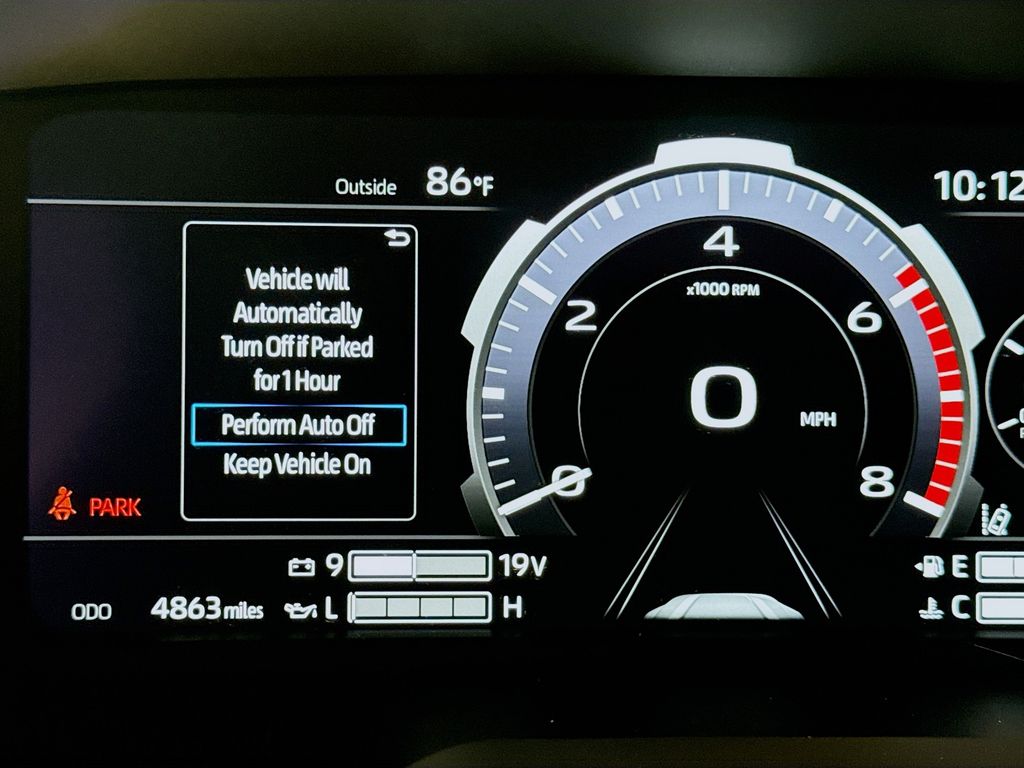 Outside 86°F
10:12
Vehicle will
Automatically
Turn Off if Parked
for 1 Hour
Perform Auto Off
Keep Vehicle On
4
x1000 RPM
2
6
0
MPH
0
8
PARK
9 19V
E
ODO 4863 miles
L H
C